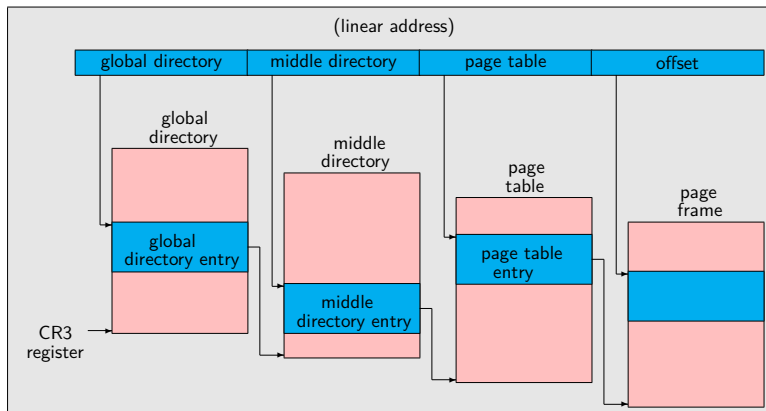 (linear address)
global directory
middle directory
page table
offset
global
directory
middle
directory
page
table
page
frame
global
directory entry
page table
entry
middle
directory entry
CR3
register